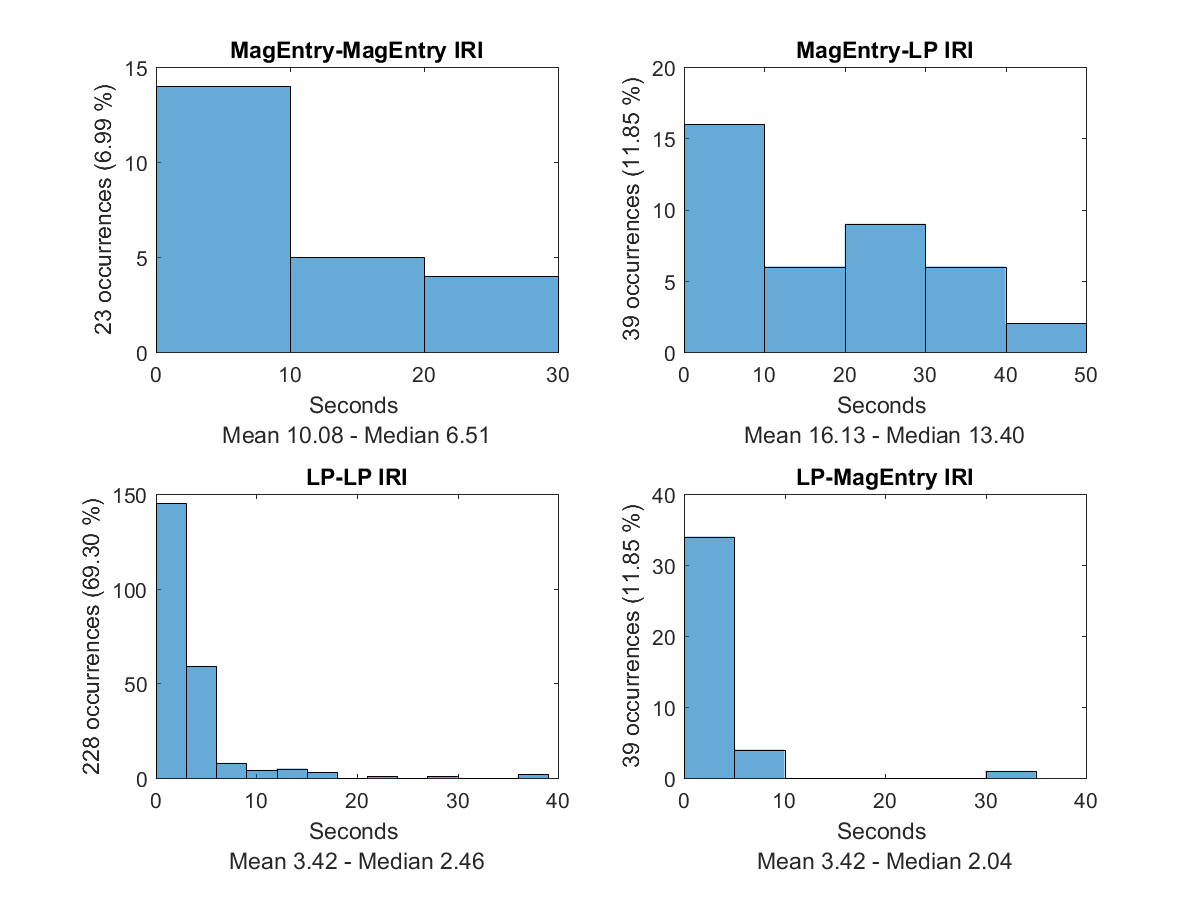 MagEntry-MagEntry IRI
23 occurrences (6.99 %)
15
10
5
0
0 10 20 30
Seconds
Mean 10.08 - Median 6.51
MagEntry-LP IRI
39 occurrences (11.85 %)
20
15
10
5
0
0 10 20 30 40 50
Seconds
Mean 16.13 - Median 13.40
LP-LP IRI
228 occurrences (69.30 %)
150
100
50
0
0 10 20 30 40
Seconds
Mean 3.42 - Median 2.46
LP-MagEntry IRI
39 occurrences (11.85 %)
40
30
20
10
0
0 10 20 30 40
Seconds
Mean 3.42 - Median 2.04